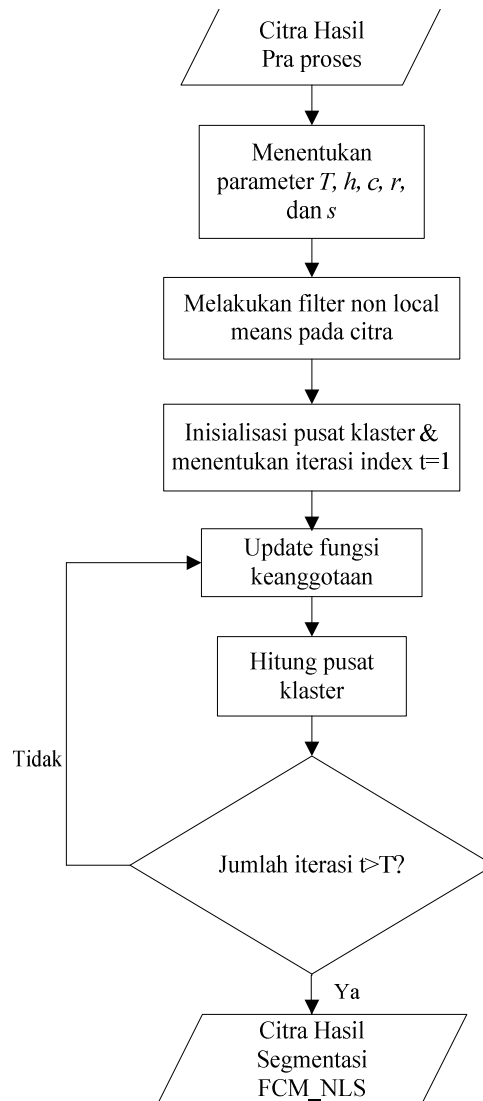 Citra Hasil
Pra proses
Menentukan
parameter T, h, c, r,
dan s
Melakukan filter non local
means pada citra
Inisialisasi pusat klaster &
menentukan iterasi index t=1
Update fungsi
keanggotaan
Hitung pusat
klaster
Tidak
Jumlah iterasi t>T?
Ya
Citra Hasil
Segmentasi
FCM_NLS